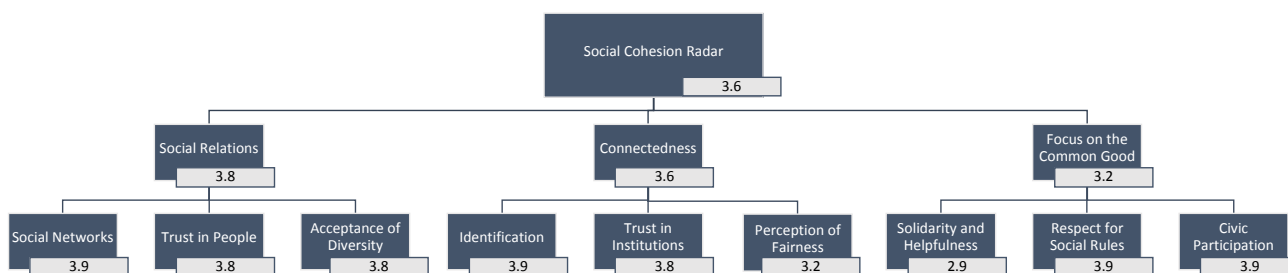 Social Cohesion Radar
3.6
Social Relations
3.8
Connectedness
3.6
Focus on the
Common Good
3.2
Social Networks
3.9
Trust in People
3.8
Acceptance of
Diversity
3.8
Identification
3.9
Trust in
Institutions
3.8
Perception of
Fairness
3.2
Solidarity and
Helpfulness
2.9
Respect for
Social Rules
3.9
Civic
Participation
3.9